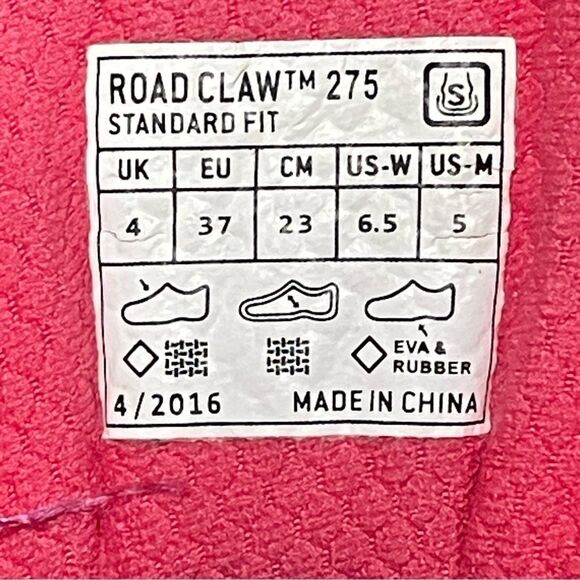 ROAD CLAW™ 275
S
STANDARD FIT
UK EU CM US-W US-M
4 37 23 6.5 5
EVA &
RUBBER
4/2016 MADE IN CHINA